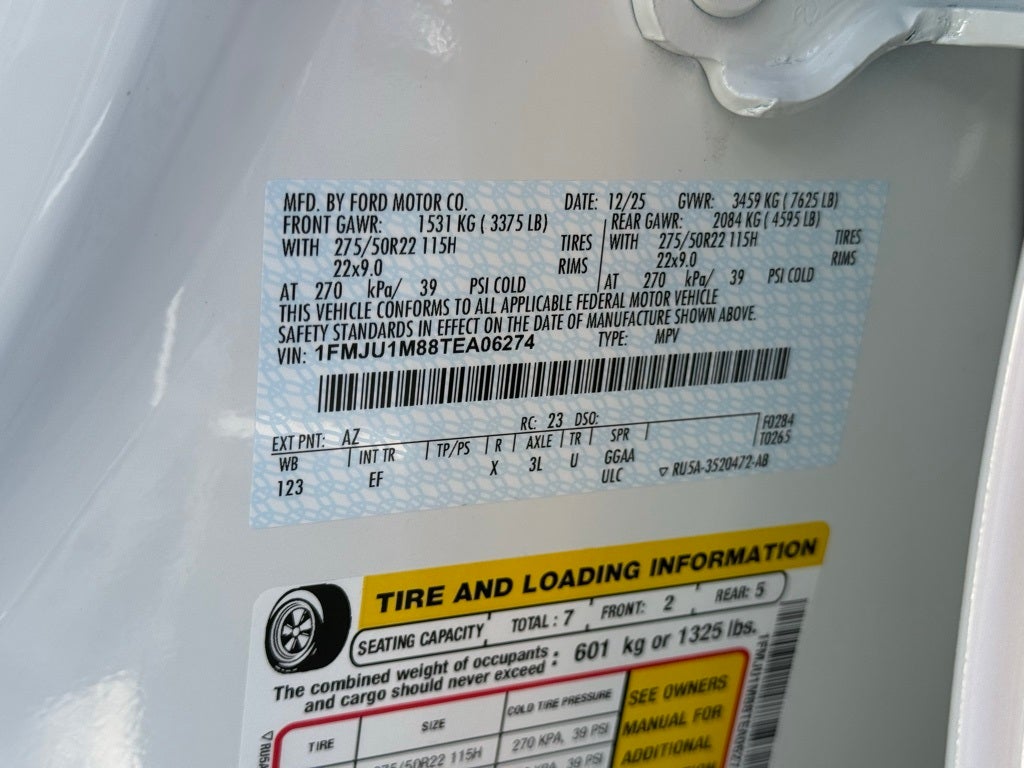 MFD. BY FORD MOTOR CO. DATE: 12/25 GVWR: 3459 KG ( 7625 LB)
FRONT GAWR: 1531 KG ( 3375 LB) REAR GAWR: 2084 KG ( 4595 LB)
WITH 275/50R22 115H TIRES WITH 275/50R22 115H TIRES
22x9.0 RIMS 22x9.0 RIMS
AT 270 kPa/ 39 PSI COLD AT 270 kPa/ 39 PSI COLD
THIS VEHICLE CONFORMS TO ALL APPLICABLE FEDERAL MOTOR VEHICLE
SAFETY STANDARDS IN EFFECT ON THE DATE OF MANUFACTURE SHOWN ABOVE.
VIN: 1FMJU1M88TEA06274 TYPE: MPV
EXT PNT: AZ RC: 23 DSO: F0284
WB INT TR TP/PS R AXLE TR SPR T0265
123 EF X 3L U GGAA
ULC ▽ RU5A-3520472-AB
TIRE AND LOADING INFORMATION
SEATING CAPACITY TOTAL : 7 FRONT: 2 REAR: 5
The combined weight of occupants
and cargo should never exceed : 601 kg or 1325 lbs.
TIRE SIZE COLD TIRE PRESSURE SEE OWNERS
MANUAL FOR
275/50R22 115H 270 KPA, 39 PSI ADDITIONAL